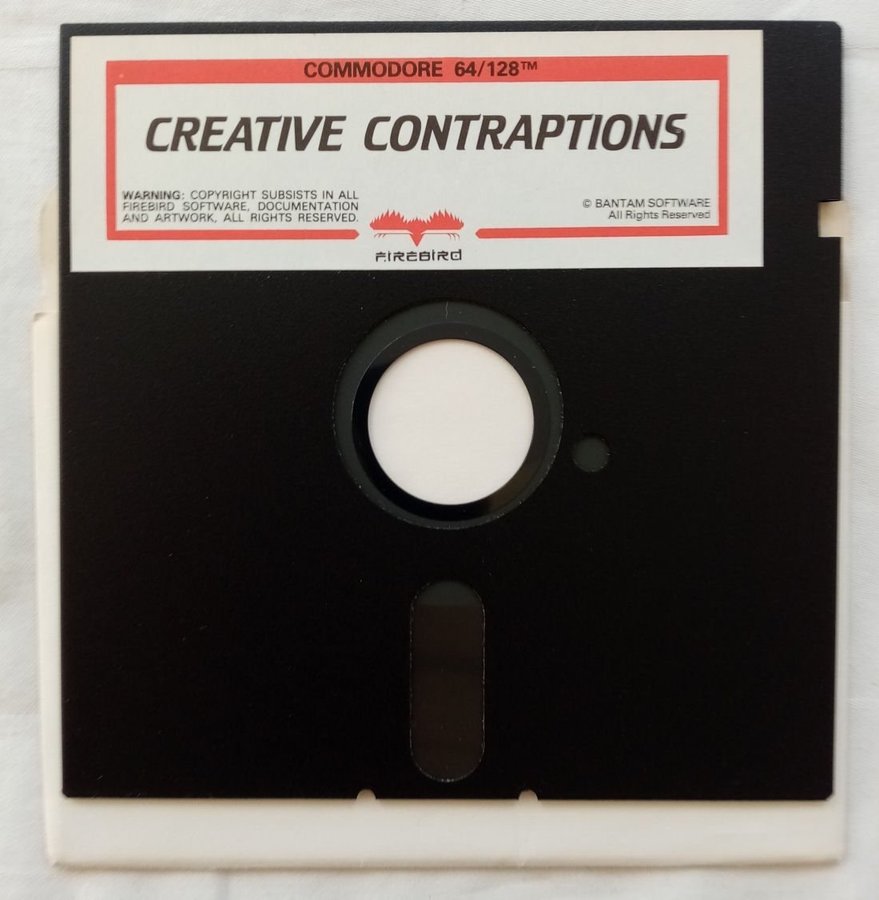 COMMODORE 64/128™
CREATIVE CONTRAPTIONS
WARNING: COPYRIGHT SUBSISTS IN ALL
FIREBIRD SOFTWARE, DOCUMENTATION
AND ARTWORK, ALL RIGHTS RESERVED.
© BANTAM SOFTWARE
All Rights Reserved
FIREBIRD